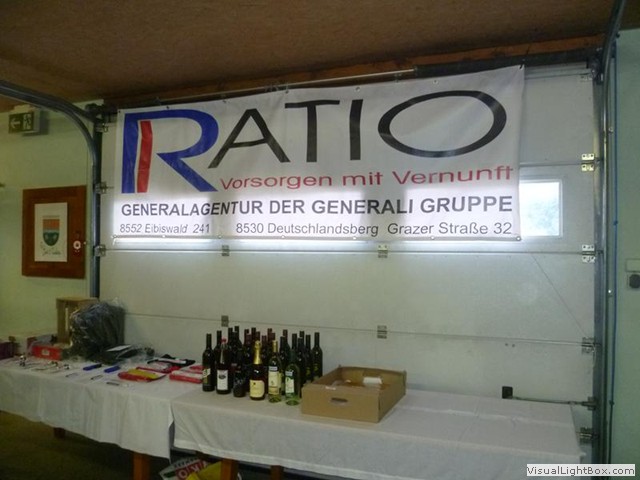 RATIO
Vorsorgen mit Vernunft
GENERALAGENTUR DER GENERALI GRUPPE
8552 Eibiswald 241 8530 Deutschlandsberg Grazer Straße 32
VisualLightBox.com